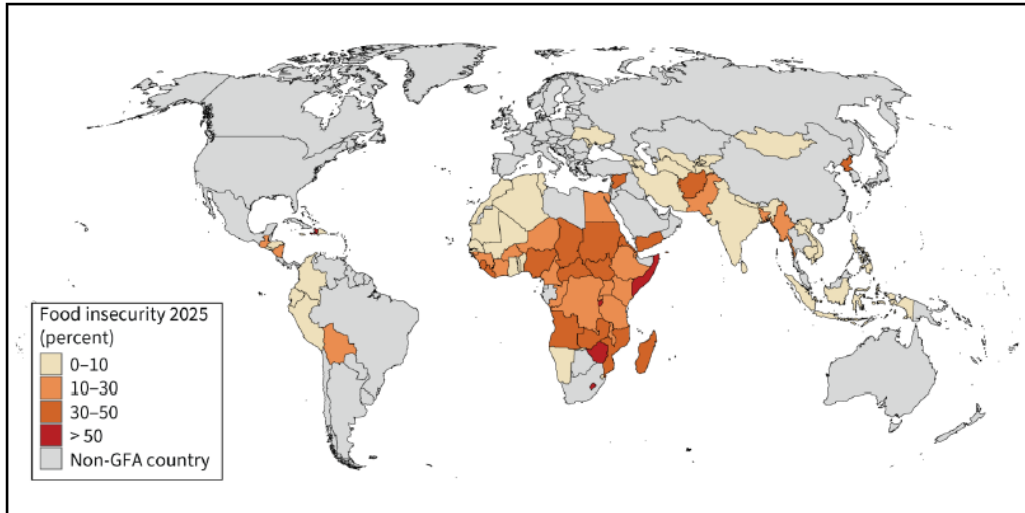 Food insecurity 2025
(percent)
0–10
10–30
30–50
> 50
Non-GFA country